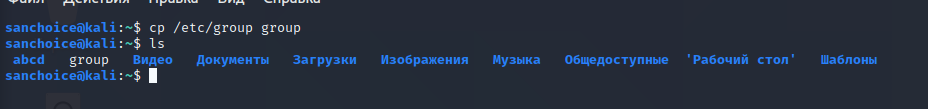 Файл Действия Правка Вид Справка
sanchoice@kali:~$ cp /etc/group group
sanchoice@kali:~$ ls
abcd group Видео Документы Загрузки Изображения Музыка Общедоступные 'Рабочий стол' Шаблоны
sanchoice@kali:~$